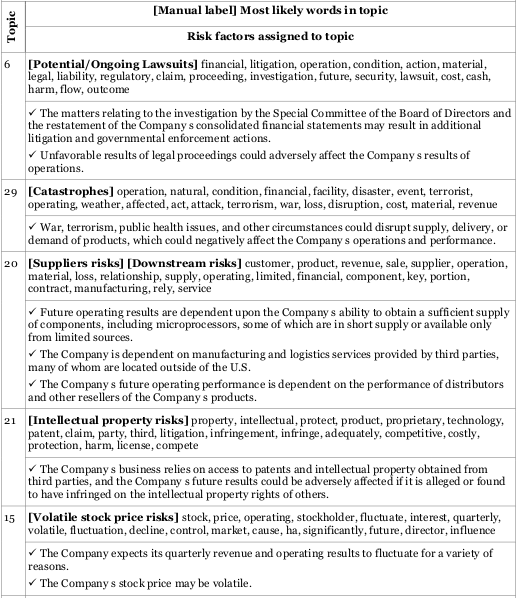 Topic
[Manual label] Most likely words in topic
Risk factors assigned to topic
6
[Potential/Ongoing Lawsuits] financial, litigation, operation, condition, action, material,
legal, liability, regulatory, claim, proceeding, investigation, future, security, lawsuit, cost, cash,
harm, flow, outcome
✓ The matters relating to the investigation by the Special Committee of the Board of Directors and
the restatement of the Company s consolidated financial statements may result in additional
litigation and governmental enforcement actions.
✓ Unfavorable results of legal proceedings could adversely affect the Company s results of
operations.
29
[Catastrophes] operation, natural, condition, financial, facility, disaster, event, terrorist,
operating, weather, affected, act, attack, terrorism, war, loss, disruption, cost, material, revenue
✓ War, terrorism, public health issues, and other circumstances could disrupt supply, delivery, or
demand of products, which could negatively affect the Company s operations and performance.
20
[Suppliers risks] [Downstream risks] customer, product, revenue, sale, supplier, operation,
material, loss, relationship, supply, operating, limited, financial, component, key, portion,
contract, manufacturing, rely, service
✓ Future operating results are dependent upon the Company s ability to obtain a sufficient supply
of components, including microprocessors, some of which are in short supply or available only
from limited sources.
✓ The Company is dependent on manufacturing and logistics services provided by third parties,
many of whom are located outside of the U.S.
✓ The Company s future operating performance is dependent on the performance of distributors
and other resellers of the Company s products.
21
[Intellectual property risks] property, intellectual, protect, product, proprietary, technology,
patent, claim, party, third, litigation, infringement, infringe, adequately, competitive, costly,
protection, harm, license, compete
✓ The Company s business relies on access to patents and intellectual property obtained from
third parties, and the Company s future results could be adversely affected if it is alleged or found
to have infringed on the intellectual property rights of others.
15
[Volatile stock price risks] stock, price, operating, stockholder, fluctuate, interest, quarterly,
volatile, fluctuation, decline, control, market, cause, ha, significantly, future, director, influence
✓ The Company expects its quarterly revenue and operating results to fluctuate for a variety of
reasons.
✓ The Company s stock price may be volatile.